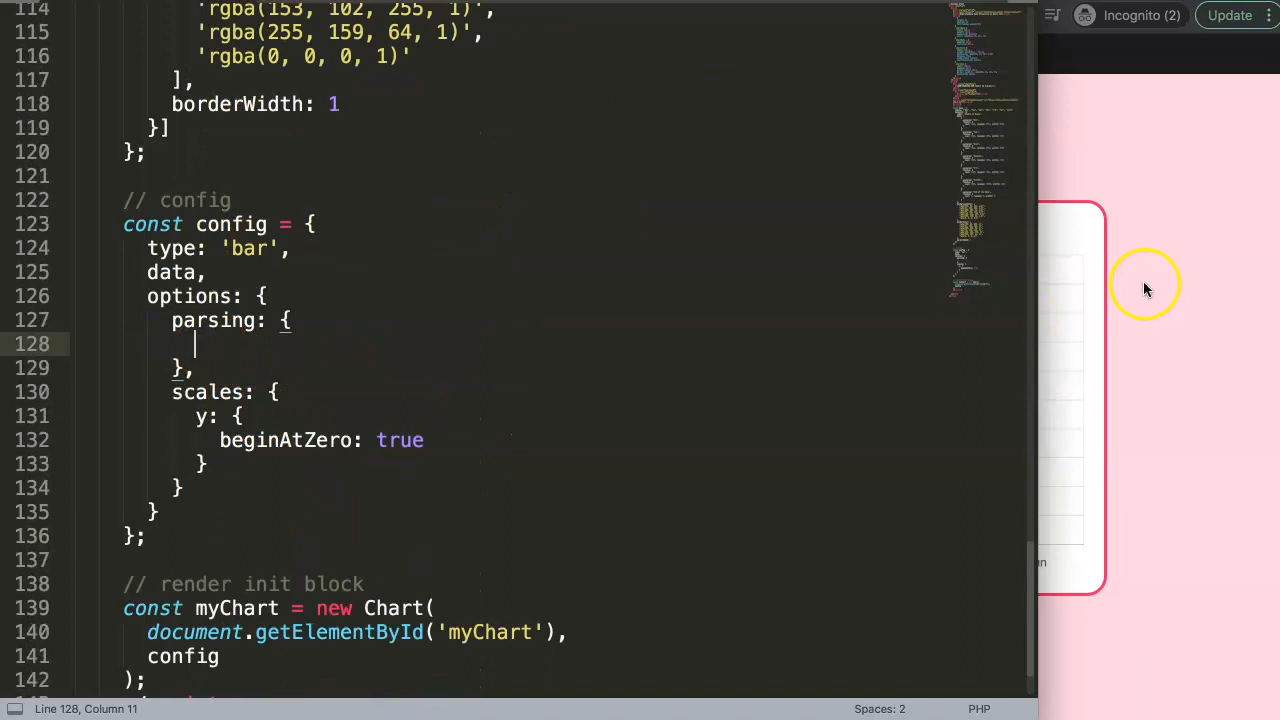 114 'rgba(153, 102, 255, 1)',
115 'rgba(255, 159, 64, 1)',
116 'rgba(0, 0, 0, 1)'
117 ],
118 borderWidth: 1
119 }]
120 };
121
122 // config
123 const config = {
124 type: 'bar',
125 data,
126 options: {
127 parsing: {
128
129 },
130 scales: {
131 y: {
132 beginAtZero: true
133 }
134 }
135 }
136 };
137
138 // render init block
139 const myChart = new Chart(
140 document.getElementById('myChart'),
141 config
142 );
Line 128, Column 11
Spaces: 2
PHP
Incognito (2)
Update